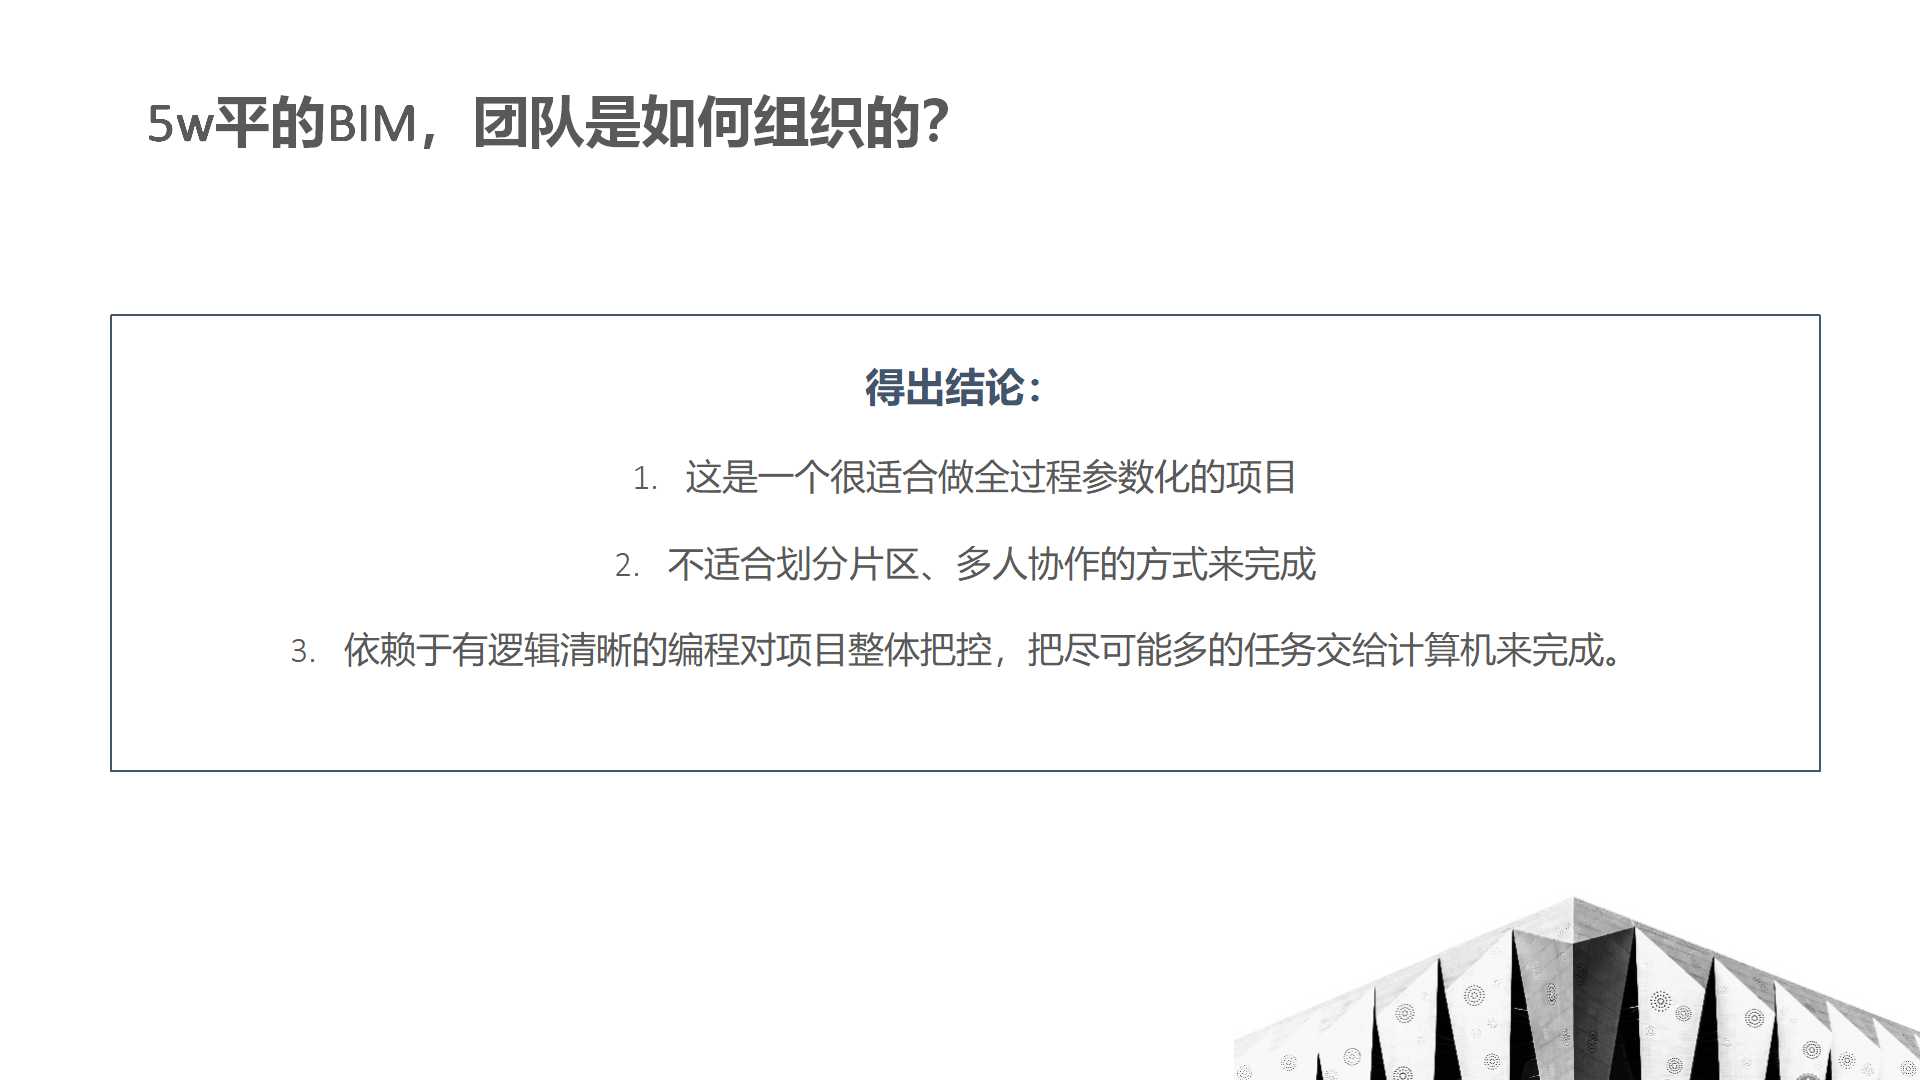 5w平的BIM，团队是如何组织的？
得出结论：
1. 这是一个很适合做全过程参数化的项目
2. 不适合划分片区、多人协作的方式来完成
3. 依赖于有逻辑清晰的编程对项目整体把控，把尽可能多的任务交给计算机来完成。